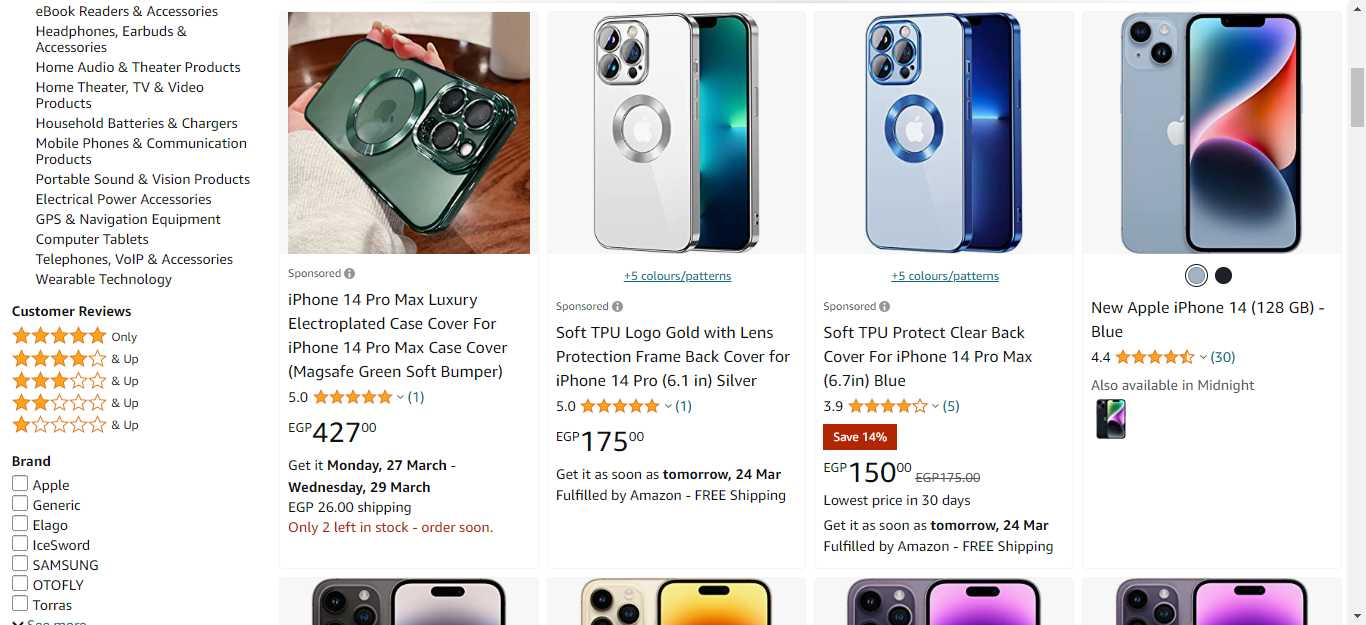 eBook Readers & Accessories
Headphones, Earbuds &
Accessories
Home Audio & Theater Products
Home Theater, TV & Video
Products
Household Batteries & Chargers
Mobile Phones & Communication
Products
Portable Sound & Vision Products
Electrical Power Accessories
GPS & Navigation Equipment
Computer Tablets
Telephones, VoIP & Accessories
Wearable Technology
Customer Reviews
Only
& Up
& Up
& Up
& Up
Brand
Apple
Generic
Elago
IceSword
SAMSUNG
OTOFLY
Torras
See more
Sponsored
iPhone 14 Pro Max Luxury
Electroplated Case Cover For
iPhone 14 Pro Max Case Cover
(Magsafe Green Soft Bumper)
5.0 (1)
EGP42700
Get it Monday, 27 March -
Wednesday, 29 March
EGP 26.00 shipping
Only 2 left in stock - order soon.
+5 colours/patterns
Sponsored
Soft TPU Logo Gold with Lens
Protection Frame Back Cover for
iPhone 14 Pro (6.1 in) Silver
5.0 (1)
EGP17500
Get it as soon as tomorrow, 24 Mar
Fulfilled by Amazon - FREE Shipping
+5 colours/patterns
Sponsored
Soft TPU Protect Clear Back
Cover For iPhone 14 Pro Max
(6.7in) Blue
3.9 (5)
Save 14%
EGP15000 EGP175.00
Lowest price in 30 days
Get it as soon as tomorrow, 24 Mar
Fulfilled by Amazon - FREE Shipping
New Apple iPhone 14 (128 GB) -
Blue
4.4 (30)
Also available in Midnight